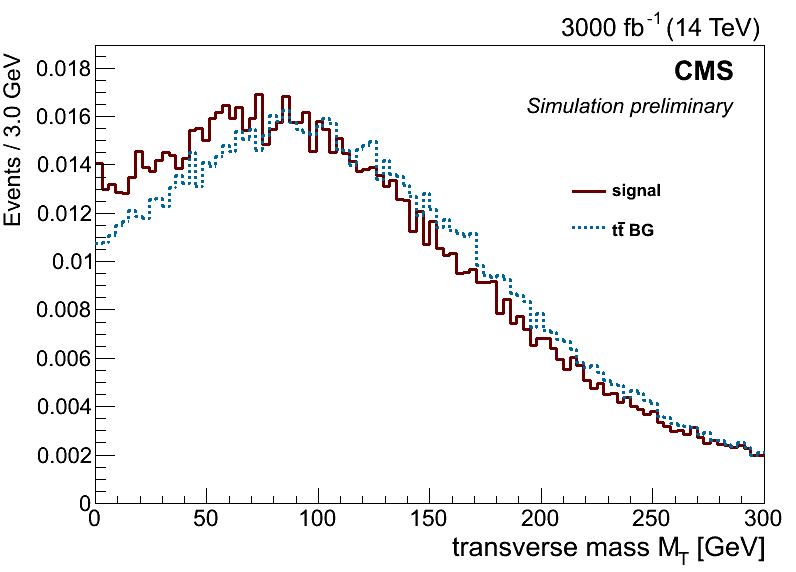 3000 fb⁻¹ (14 TeV)
CMS
Simulation preliminary
signal
tt̄ BG
Events / 3.0 GeV
0.018
0.016
0.014
0.012
0.01
0.008
0.006
0.004
0.002
0
0 50 100 150 200 250 300
transverse mass M_T [GeV]